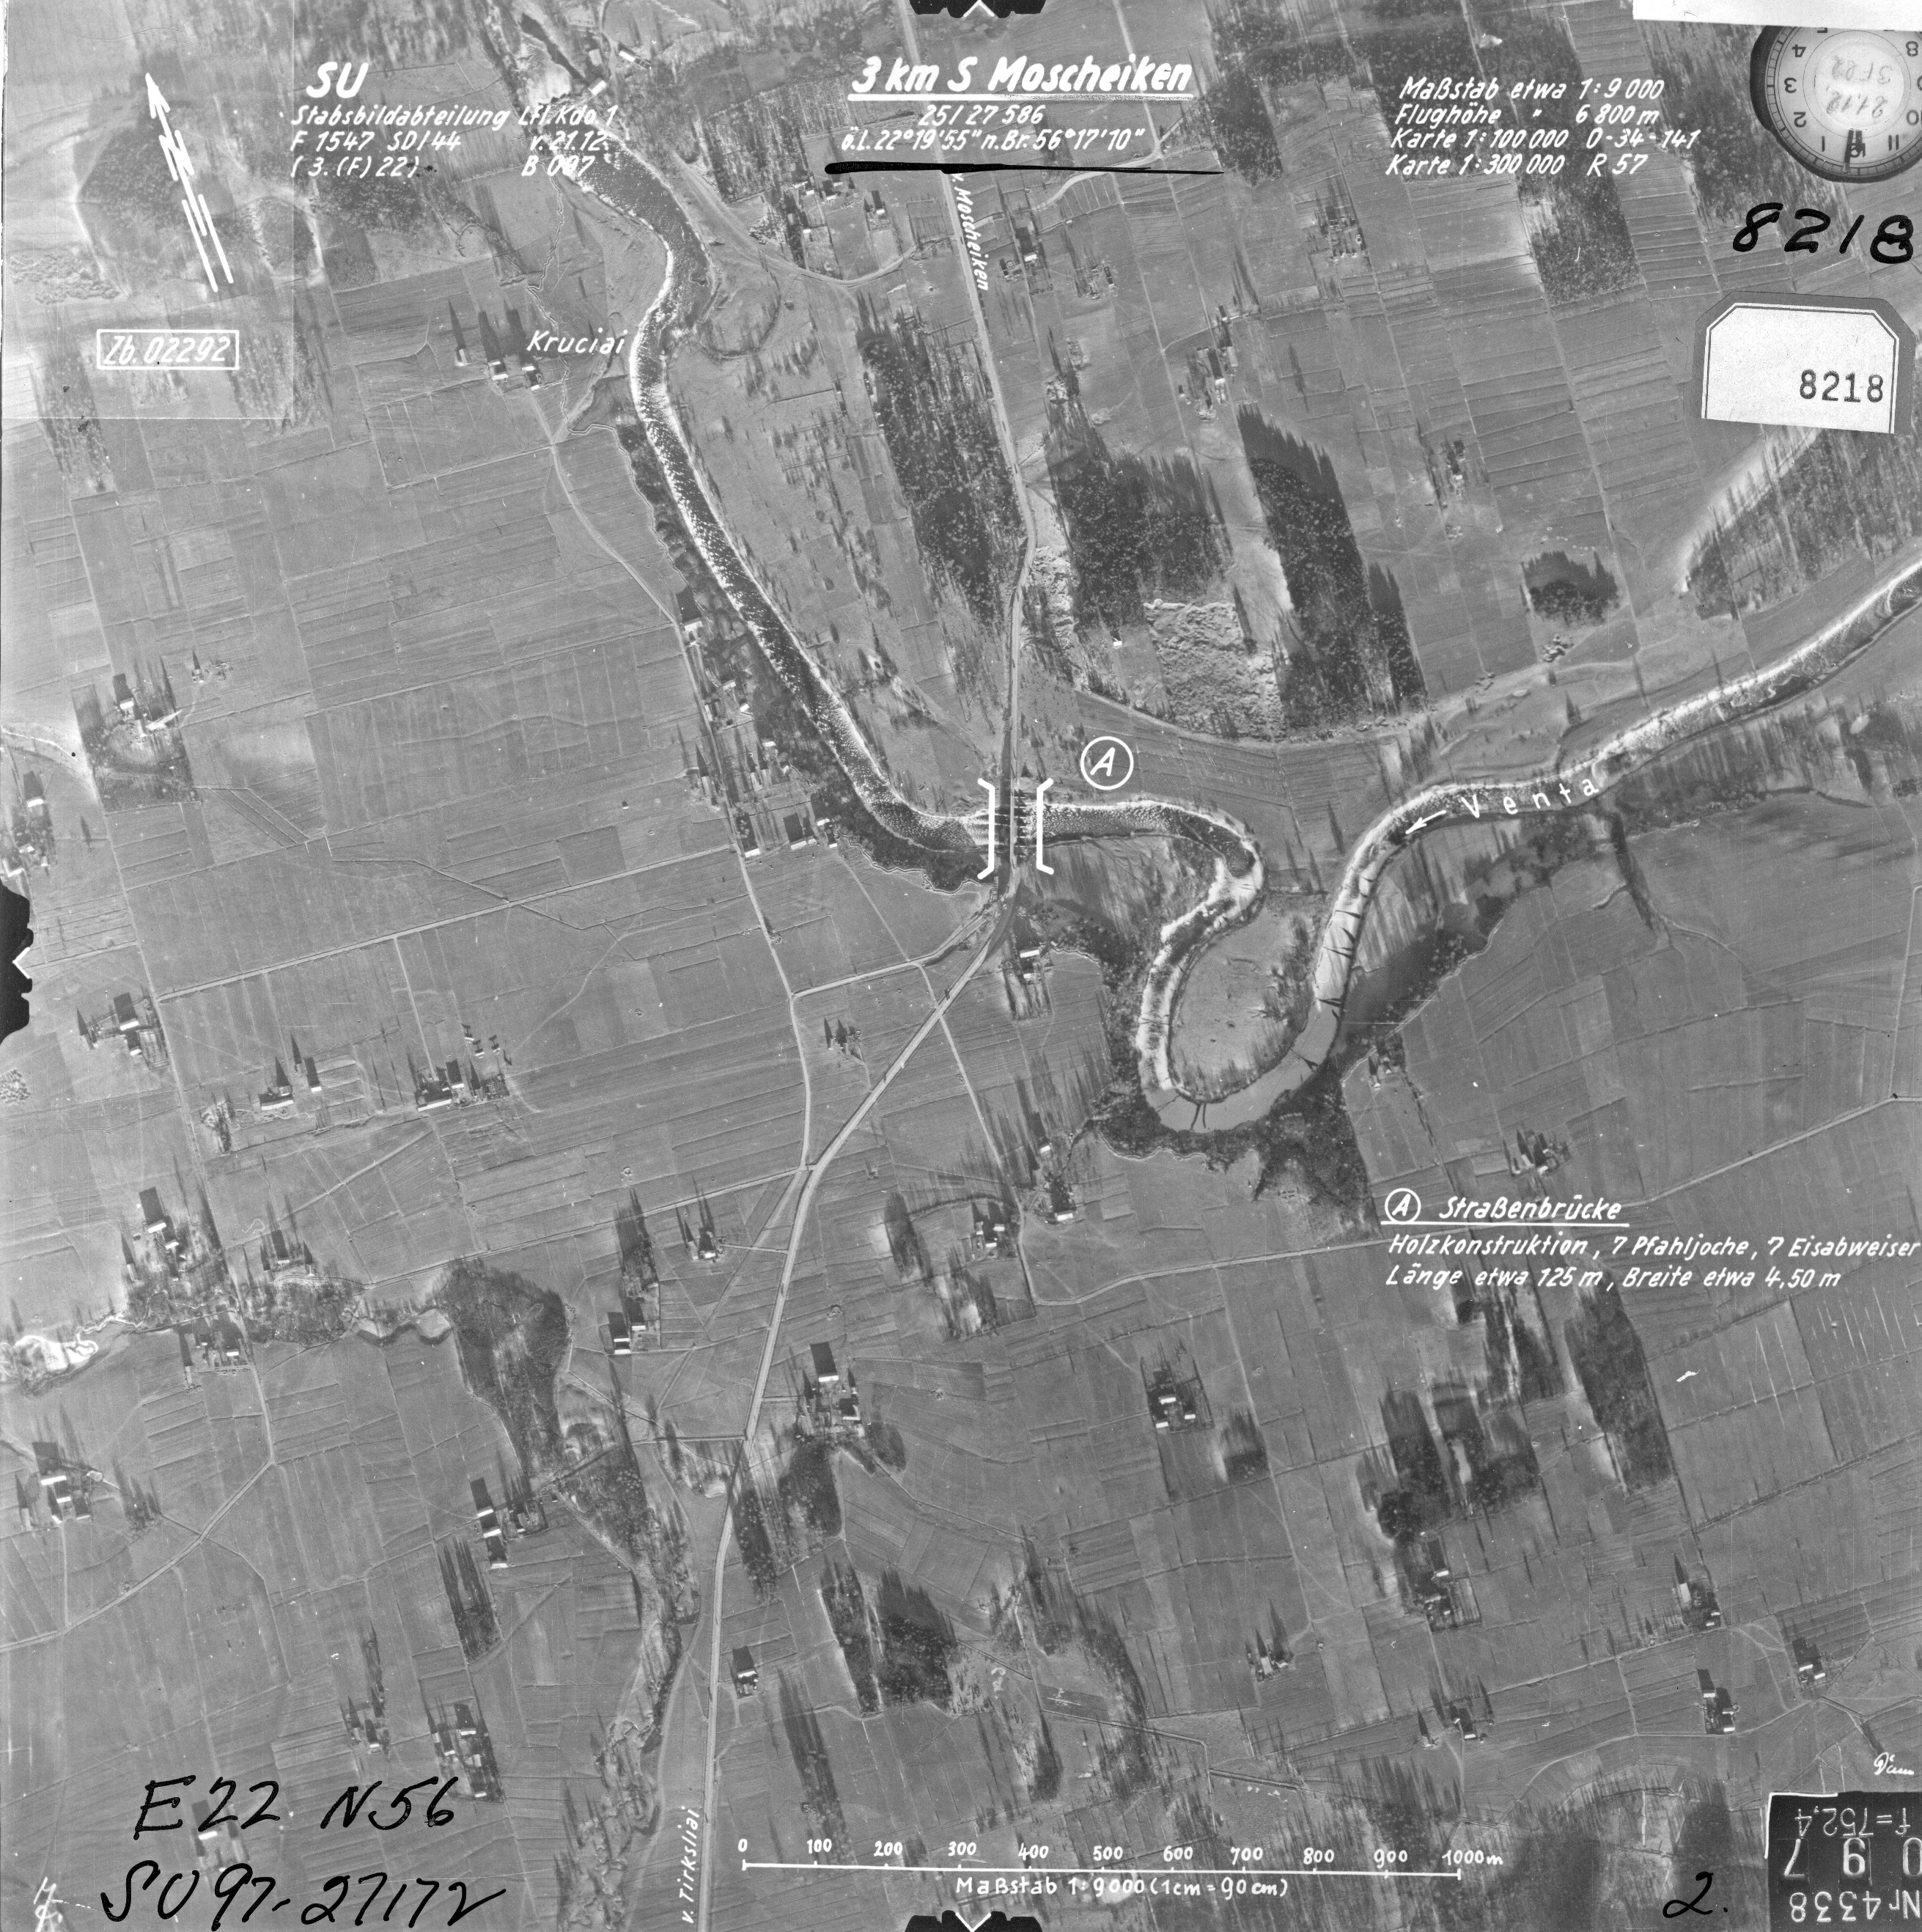 SU
Stabsbildabteilung Lfl. Kdo 1
F 1547 SD/44 v. 21.12.
( 3. (F) 22) B 097
3 km S Moscheiken
25 / 27 586
ö.L. 22°19'55" n.Br. 56°17'10"
Maßstab etwa 1:9 000
Flughöhe " 6 800 m
Karte 1:100 000 O-34-141
Karte 1:300 000 R 57
8218
8218
v. Moscheiken
Zb. 02292
Kruciai
A
Venta
A Straßenbrücke
Holzkonstruktion, 7 Pfahljoche, 7 Eisabweiser
Länge etwa 125 m, Breite etwa 4,50 m
E22 N56
SU97-27172
v. Tirksliai
0 100 200 300 400 500 600 700 800 900 1000m
Maßstab 1:9000 (1cm = 90 cm)
2.
Nr 4338
0 9 7
f=752,4